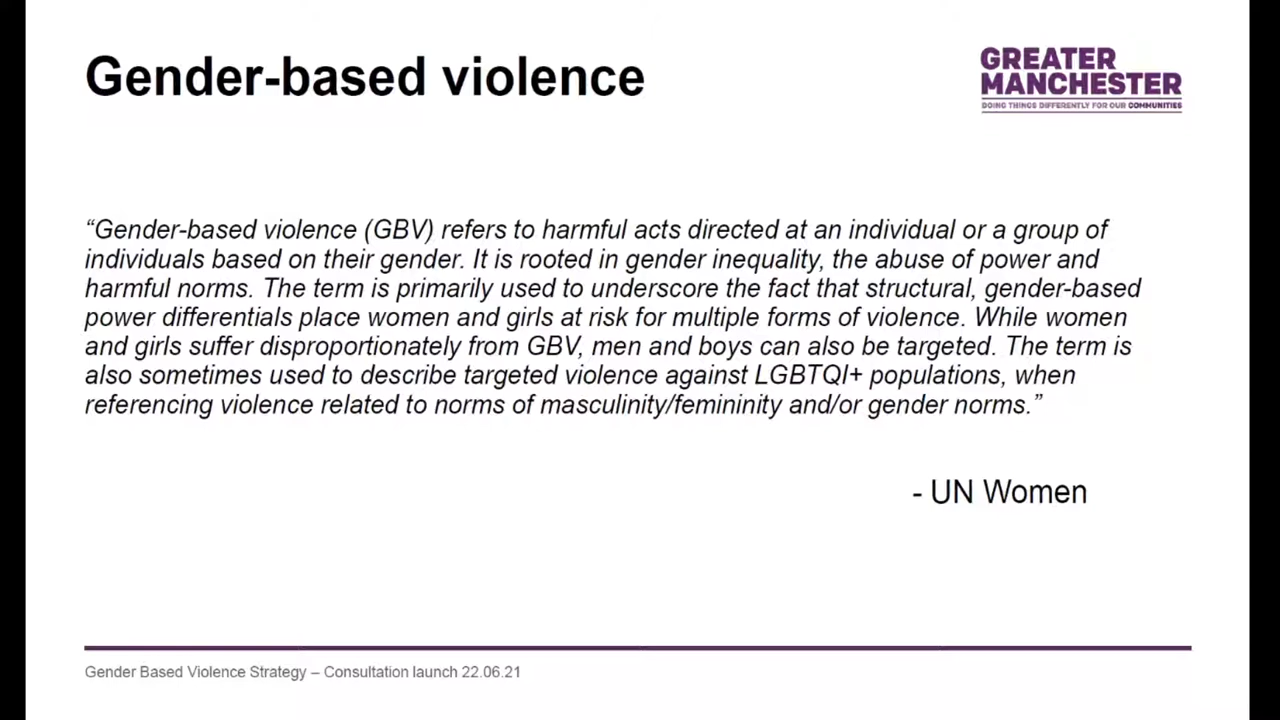 Gender-based violence
GREATER
MANCHESTER
DOING THINGS DIFFERENTLY FOR OUR COMMUNITIES
“Gender-based violence (GBV) refers to harmful acts directed at an individual or a group of
individuals based on their gender. It is rooted in gender inequality, the abuse of power and
harmful norms. The term is primarily used to underscore the fact that structural, gender-based
power differentials place women and girls at risk for multiple forms of violence. While women
and girls suffer disproportionately from GBV, men and boys can also be targeted. The term is
also sometimes used to describe targeted violence against LGBTQI+ populations, when
referencing violence related to norms of masculinity/femininity and/or gender norms.”
- UN Women
Gender Based Violence Strategy – Consultation launch 22.06.21